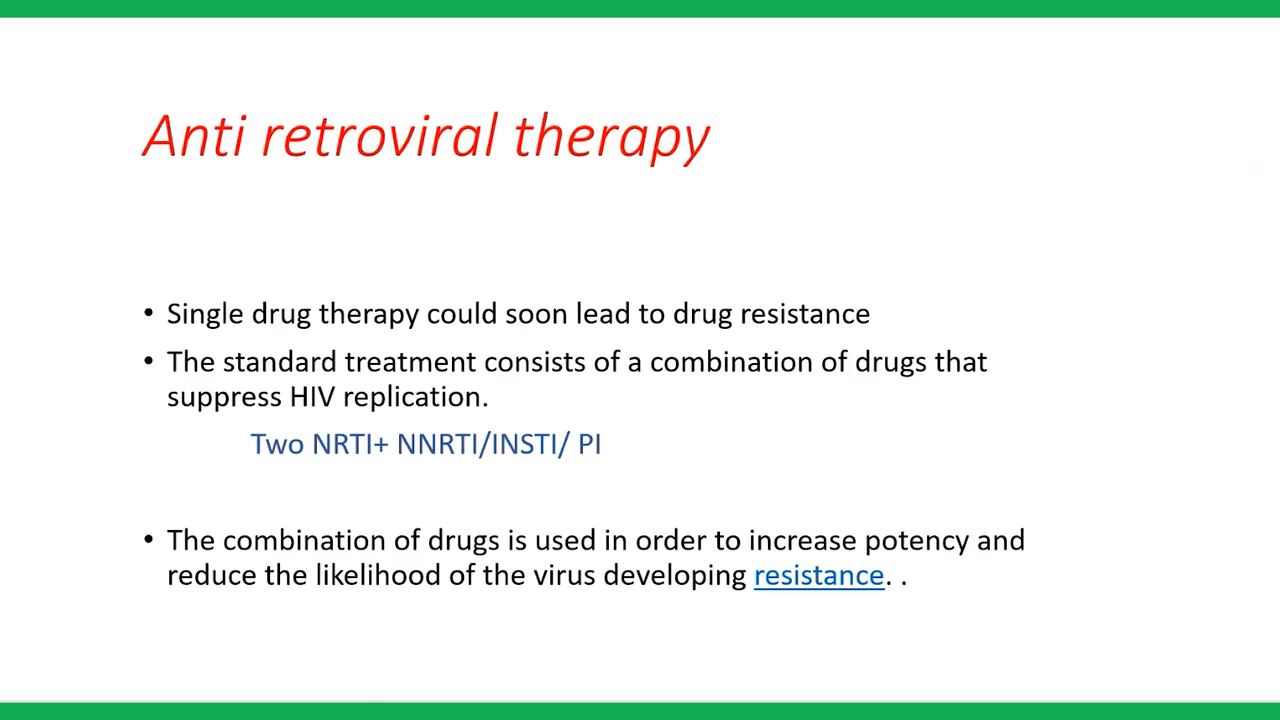 Anti retroviral therapy
• Single drug therapy could soon lead to drug resistance
• The standard treatment consists of a combination of drugs that
suppress HIV replication.
Two NRTI+ NNRTI/INSTI/ PI
• The combination of drugs is used in order to increase potency and
reduce the likelihood of the virus developing resistance. .